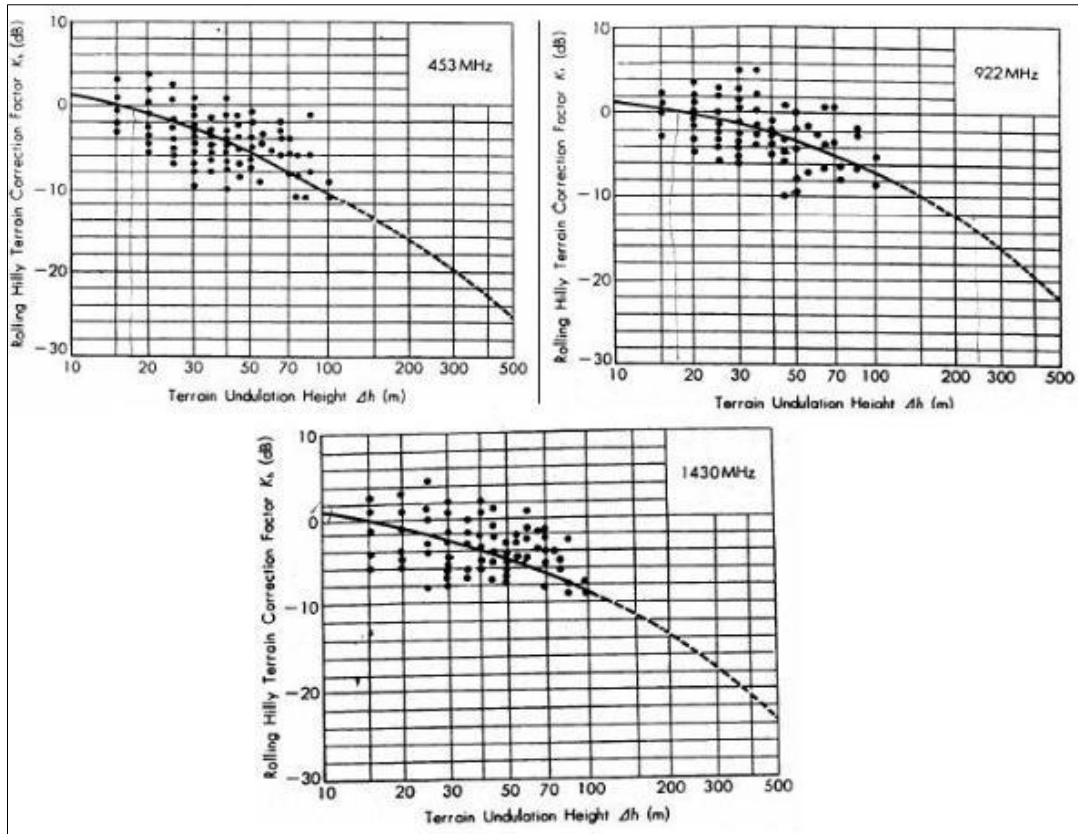 10
0
−10
−20
−30
Rolling Hilly Terrain Correction Factor Kh (dB)
453 MHz
10 20 30 50 70 100 200 300 500
Terrain Undulation Height Δh (m)
10
0
−10
−20
−30
Rolling Hilly Terrain Correction Factor K (dB)
922 MHz
10 20 30 50 70 100 200 300 500
Terrain Undulation Height Δh (m)
10
0
−10
−20
−30
Rolling Hilly Terrain Correction Factor Kh (dB)
1430 MHz
10 20 30 50 70 100 200 300 500
Terrain Undulation Height Δh (m)